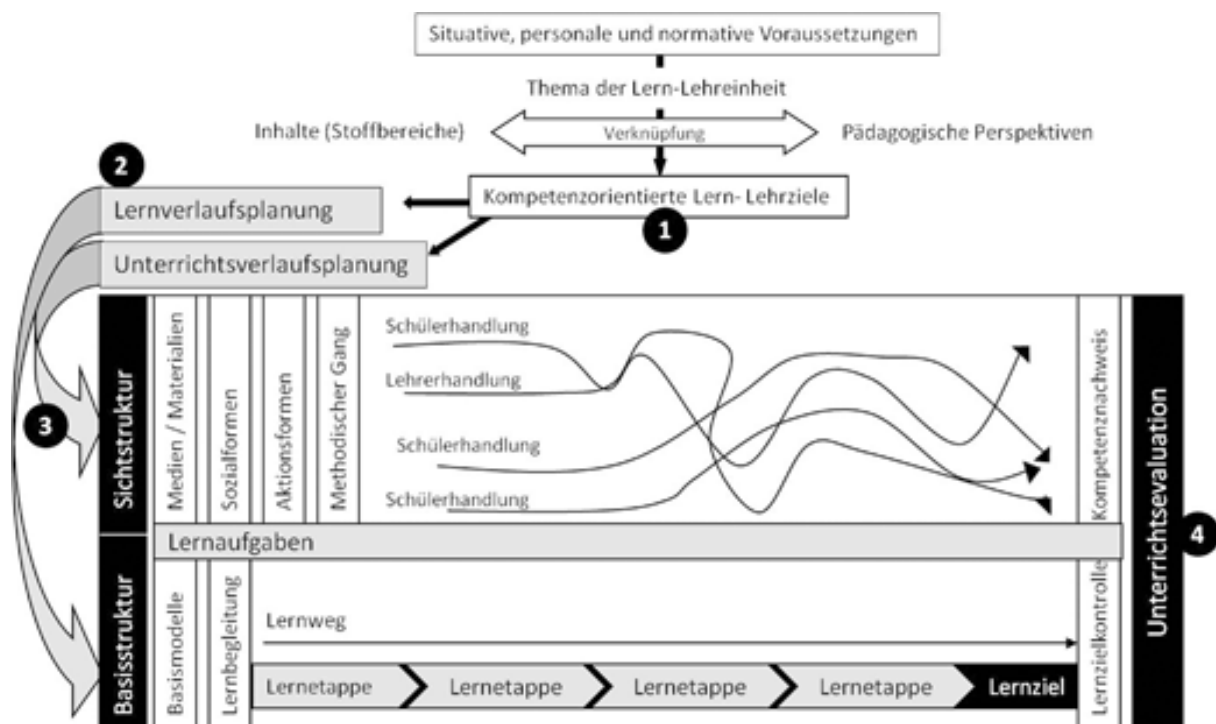 Situative, personale und normative Voraussetzungen
Thema der Lern-Lehreinheit
Inhalte (Stoffbereiche)
Verknüpfung
Pädagogische Perspektiven
2
Kompetenzorientierte Lern- Lehrziele
1
Lernverlaufsplanung
Unterrichtsverlaufsplanung
3
Sichtstruktur
Medien / Materialien
Sozialformen
Aktionsformen
Methodischer Gang
Schülerhandlung
Lehrerhandlung
Schülerhandlung
Schülerhandlung
Kompetenznachweis
Unterrichtsevaluation
4
Lernaufgaben
Basisstruktur
Basismodelle
Lernbegleitung
Lernweg
Lernetappe
Lernetappe
Lernetappe
Lernetappe
Lernziel
Lernzielkontrolle